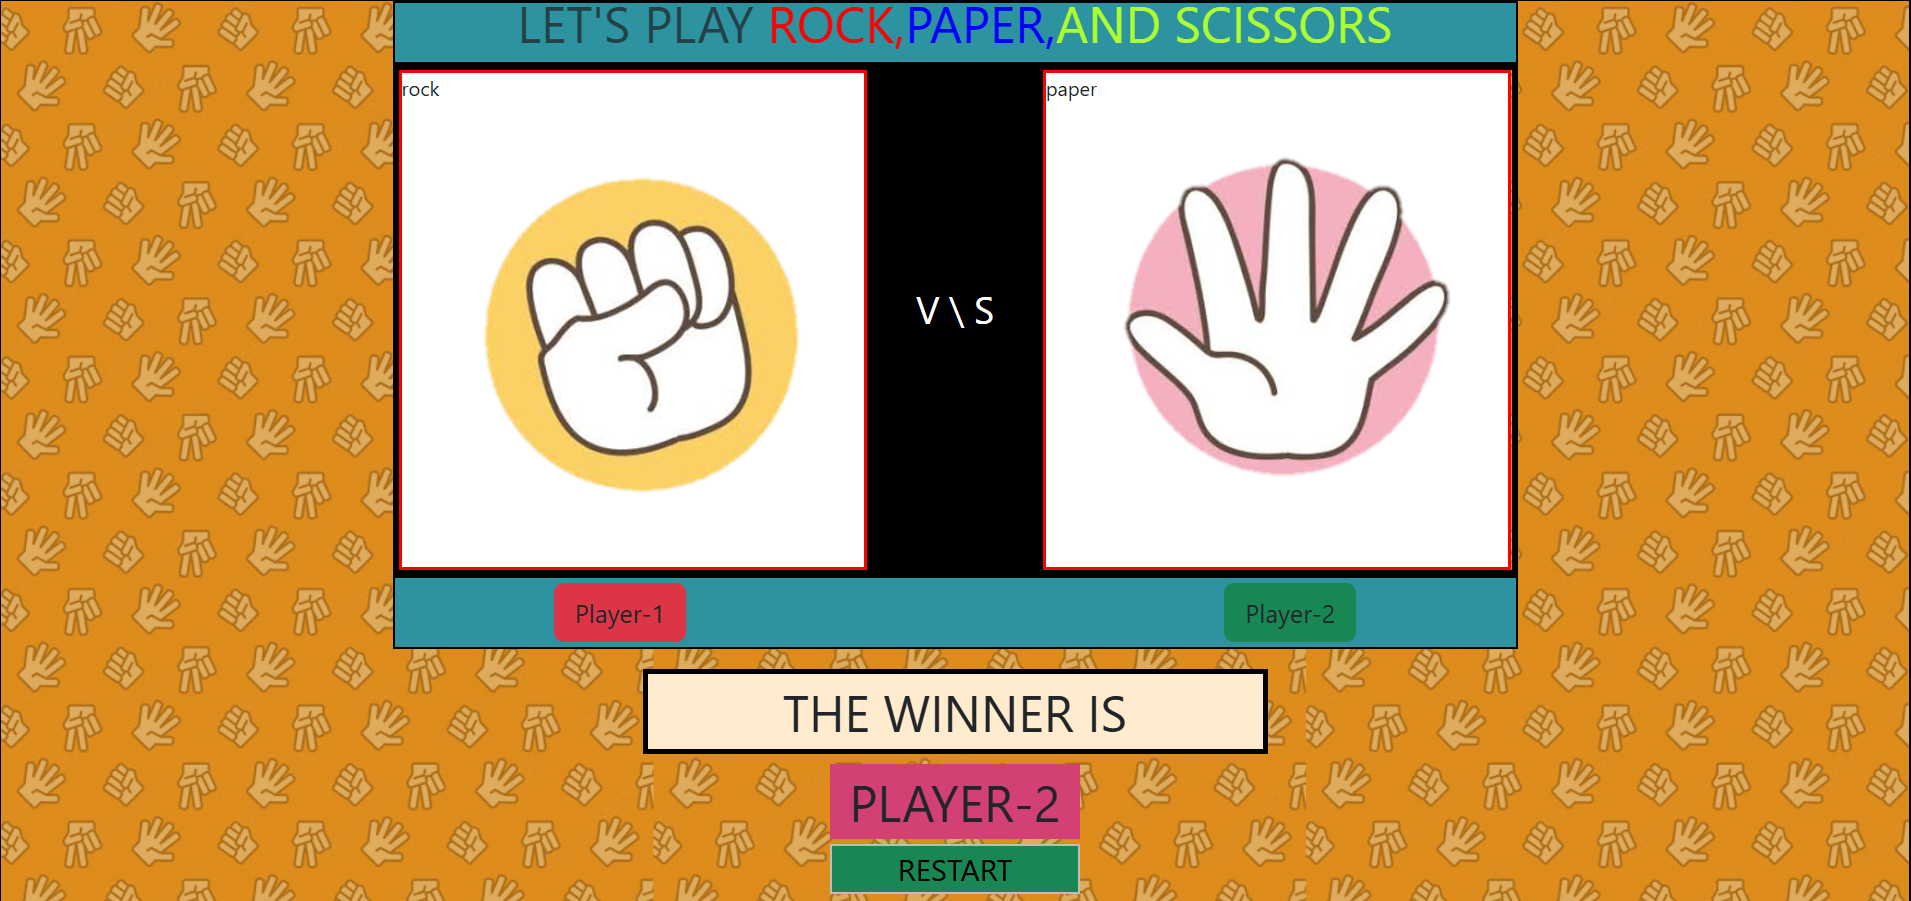 LET'S PLAY ROCK,PAPER,AND SCISSORS
rock
paper
V \ S
Player-1
Player-2
THE WINNER IS
PLAYER-2
RESTART